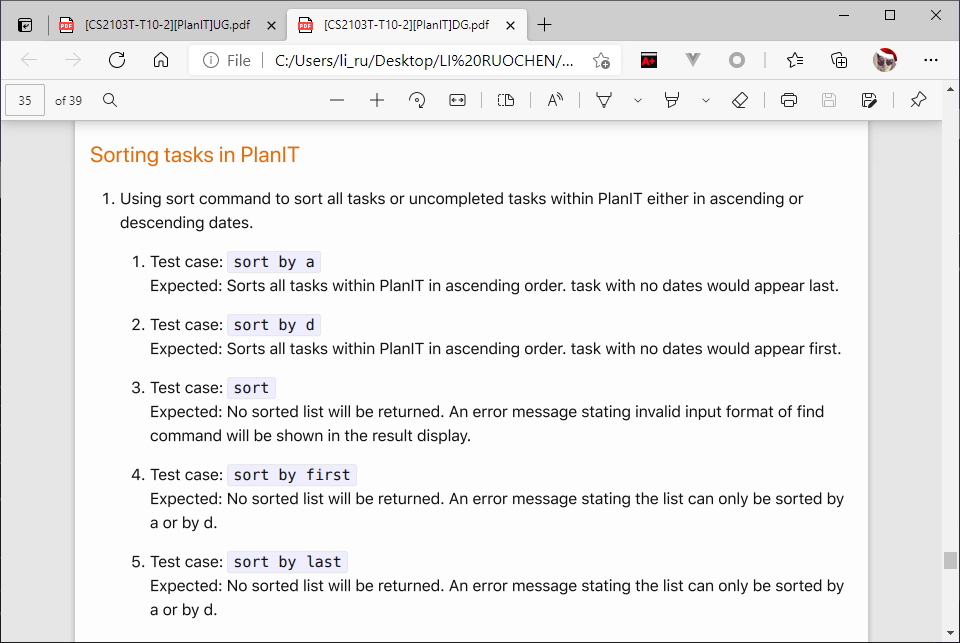 [CS2103T-T10-2][PlanIT]UG.pdf
[CS2103T-T10-2][PlanIT]DG.pdf
File
C:/Users/li_ru/Desktop/LI%20RUOCHEN/...
35 of 39
Sorting tasks in PlanIT
1. Using sort command to sort all tasks or uncompleted tasks within PlanIT either in ascending or
descending dates.
1. Test case: sort by a
Expected: Sorts all tasks within PlanIT in ascending order. task with no dates would appear last.
2. Test case: sort by d
Expected: Sorts all tasks within PlanIT in ascending order. task with no dates would appear first.
3. Test case: sort
Expected: No sorted list will be returned. An error message stating invalid input format of find
command will be shown in the result display.
4. Test case: sort by first
Expected: No sorted list will be returned. An error message stating the list can only be sorted by
a or by d.
5. Test case: sort by last
Expected: No sorted list will be returned. An error message stating the list can only be sorted by
a or by d.